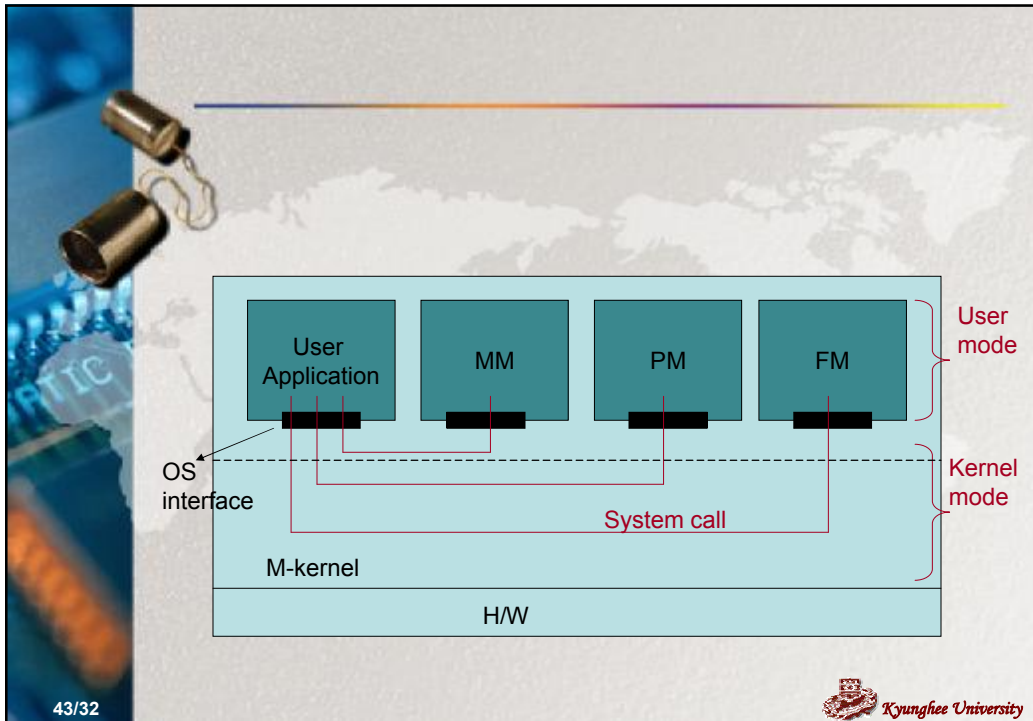 User
Application
MM
PM
FM
User
mode
OS
interface
Kernel
mode
System call
M-kernel
H/W
43/32
Kyunghee University